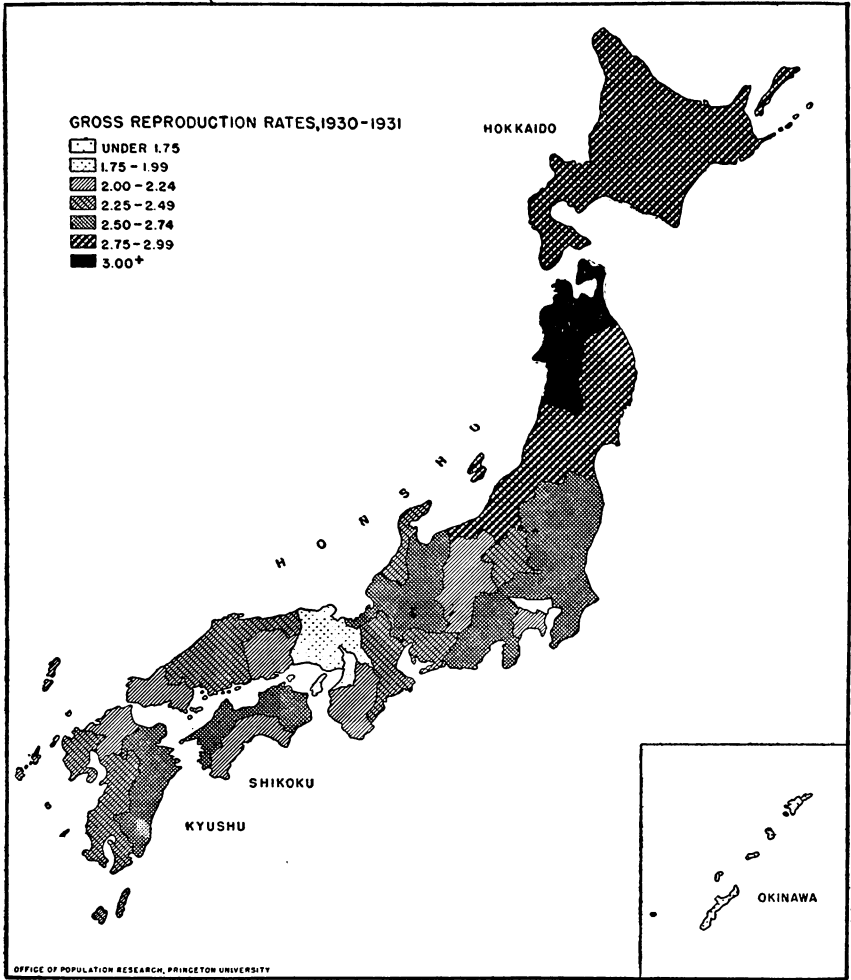 GROSS REPRODUCTION RATES,1930-1931
UNDER 1.75
1.75-1.99
2.00-2.24
2.25-2.49
2.50-2.74
2.75-2.99
3.00+
HOKKAIDO
HONSHU
SHIKOKU
KYUSHU
OKINAWA
OFFICE OF POPULATION RESEARCH, PRINCETON UNIVERSITY